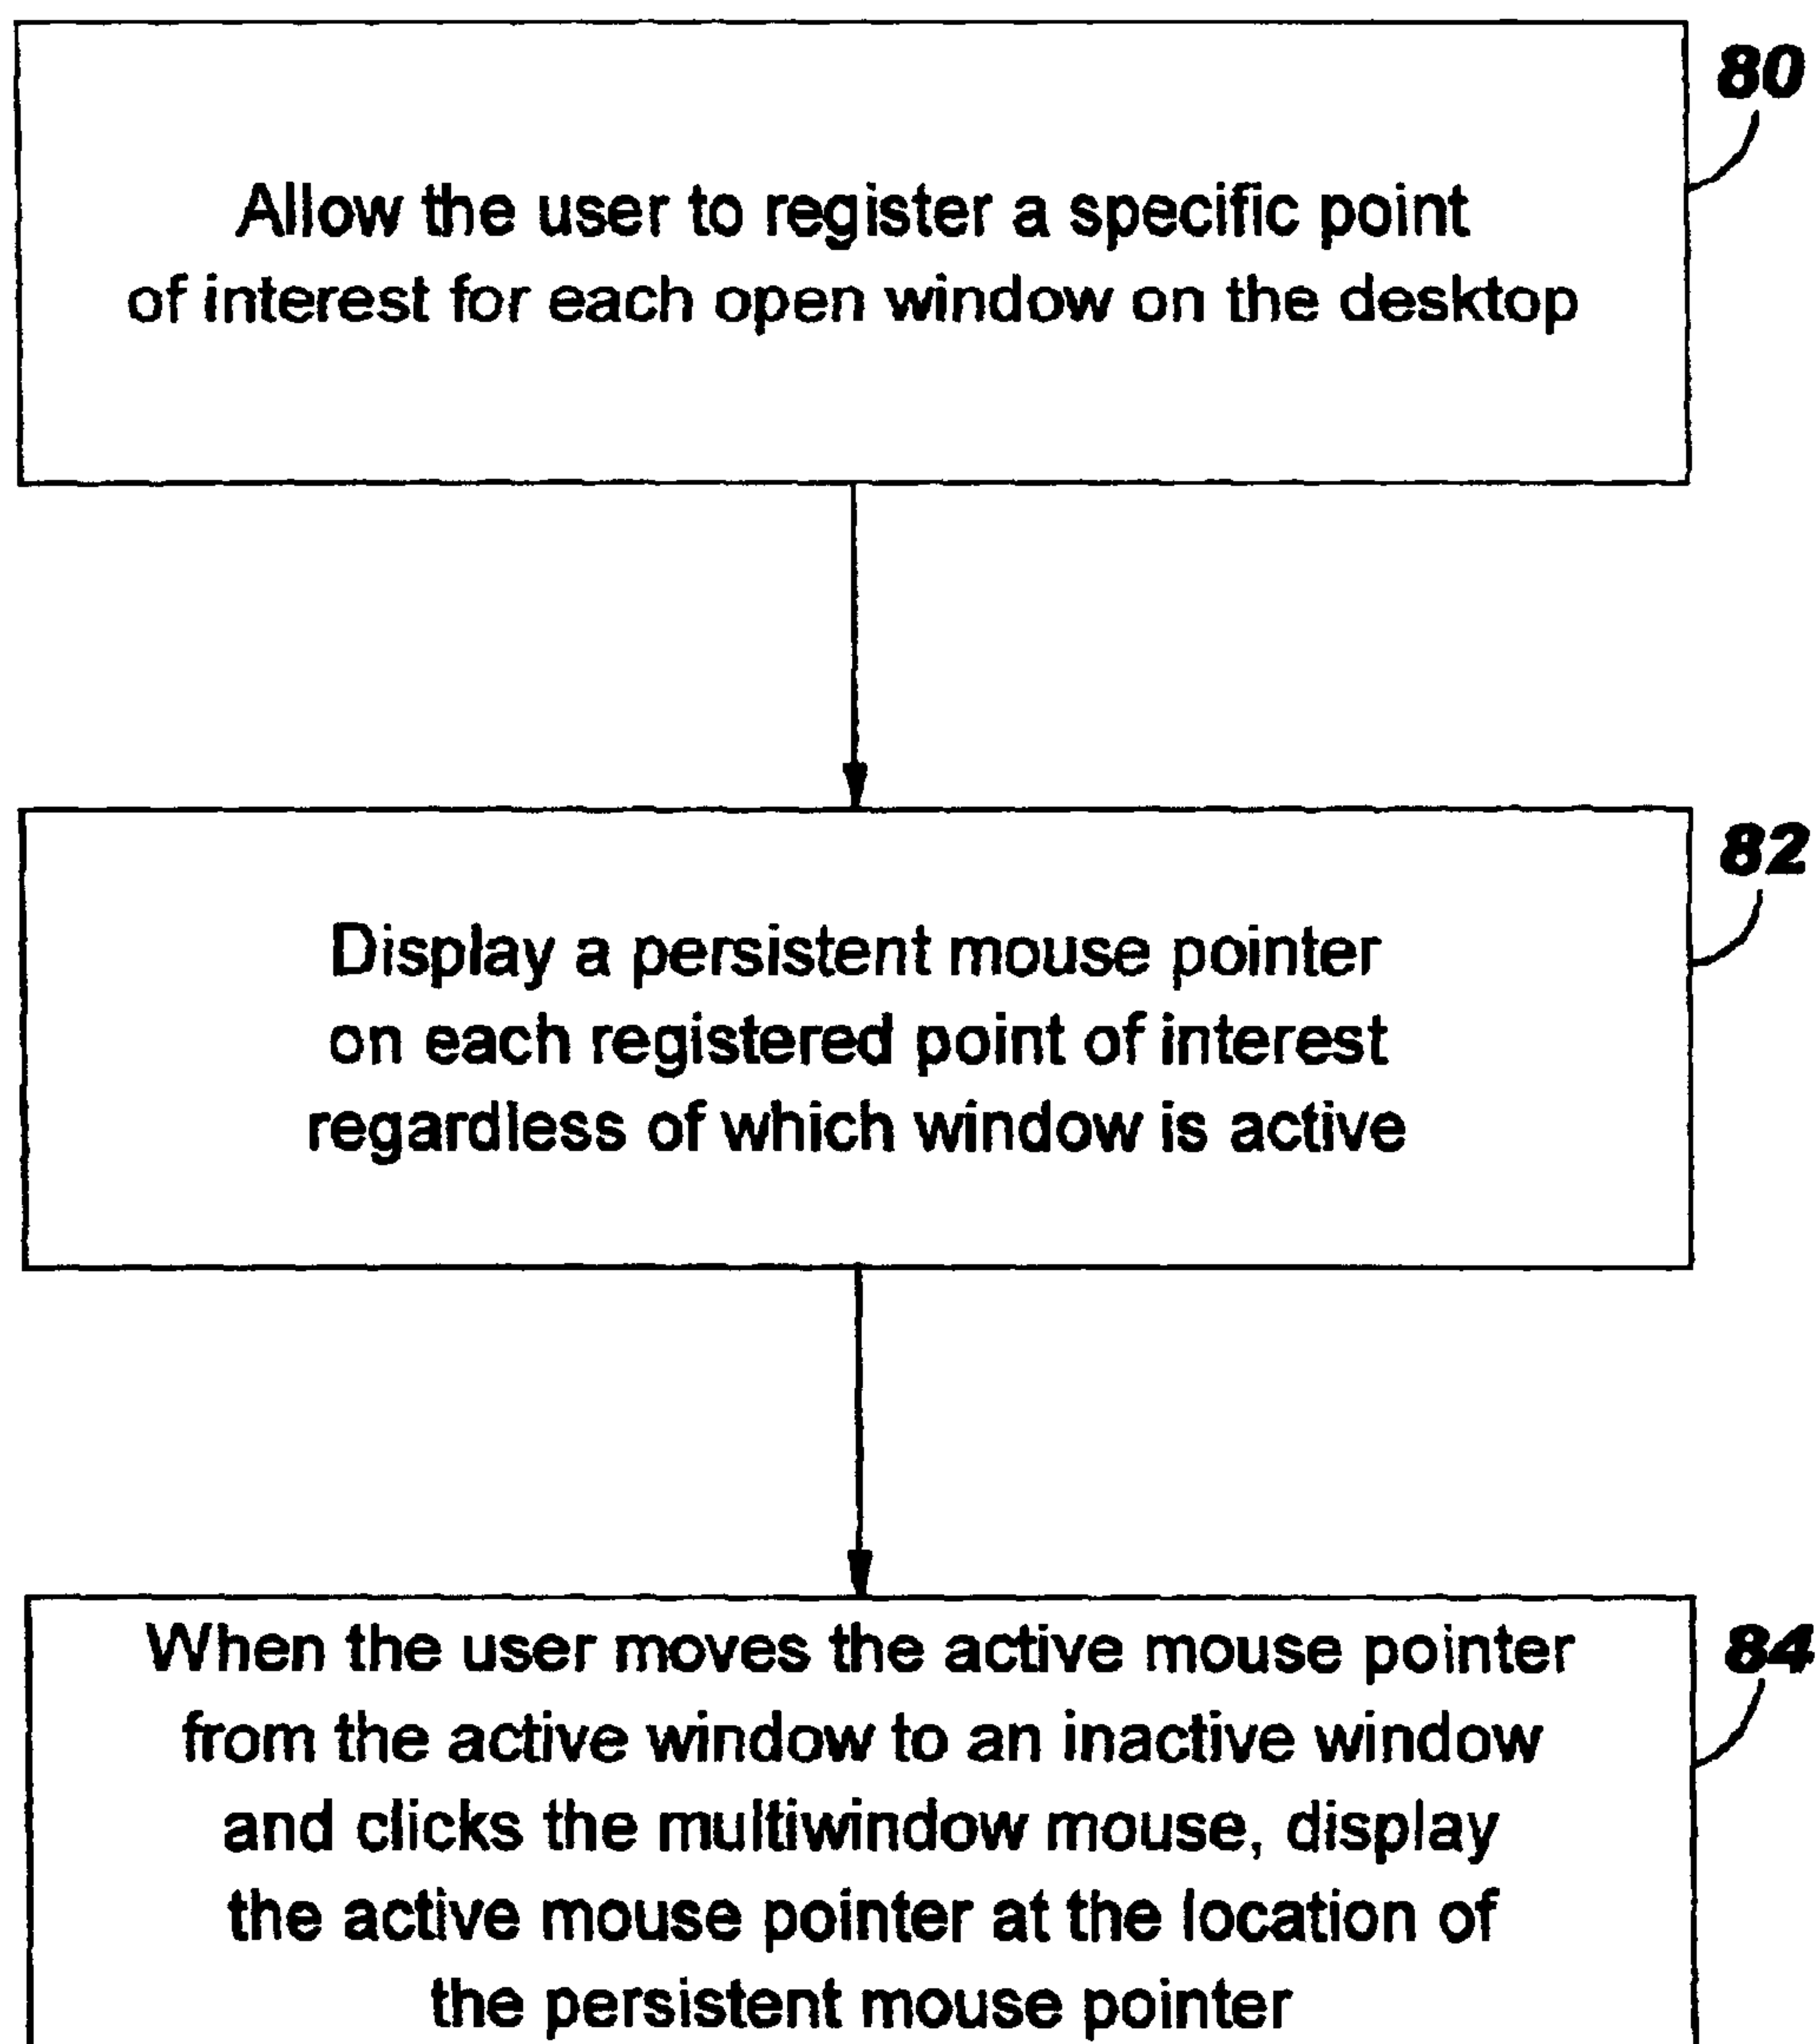 80
Allow the user to register a specific point
of interest for each open window on the desktop
82
Display a persistent mouse pointer
on each registered point of interest
regardless of which window is active
84
When the user moves the active mouse pointer
from the active window to an inactive window
and clicks the multiwindow mouse, display
the active mouse pointer at the location of
the persistent mouse pointer